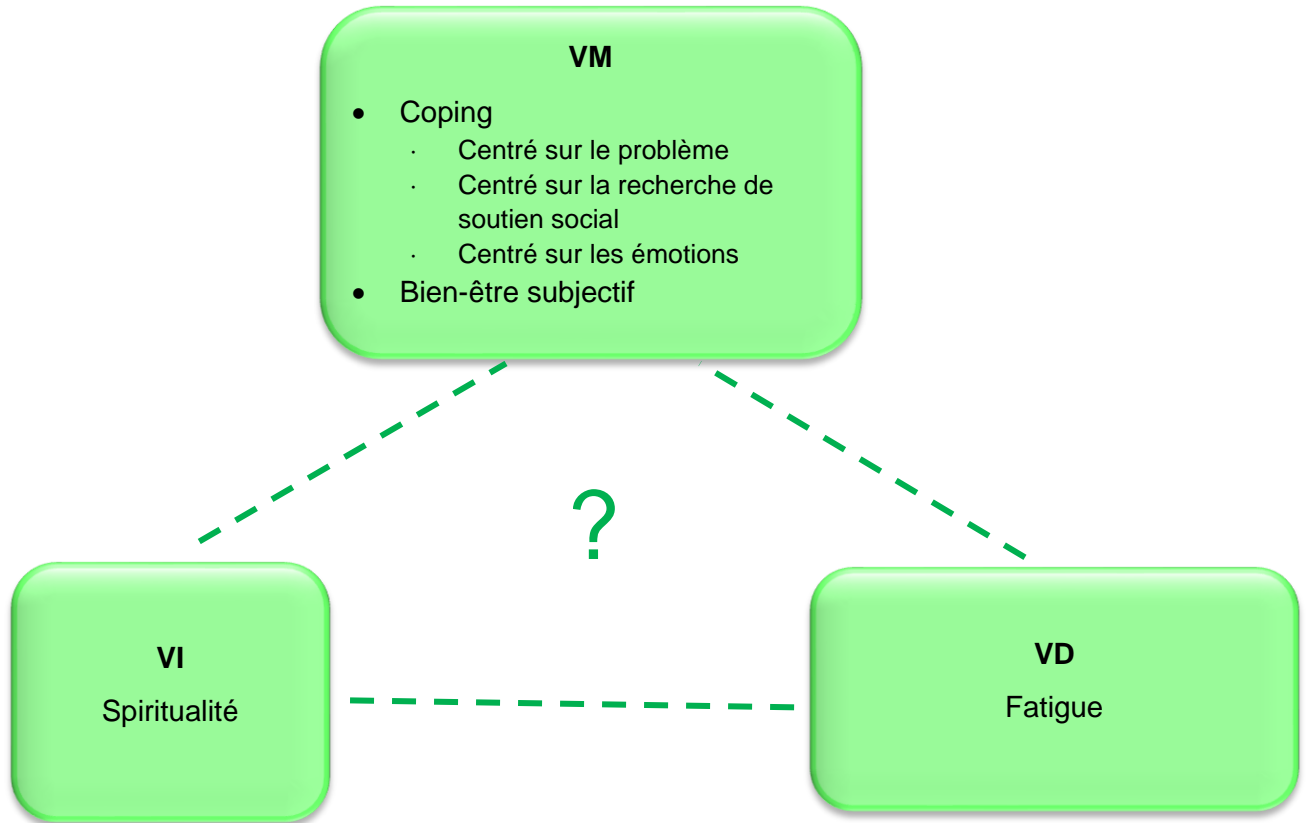 VM
• Coping
· Centré sur le problème
· Centré sur la recherche de
soutien social
· Centré sur les émotions
• Bien-être subjectif
?
VI
Spiritualité
VD
Fatigue